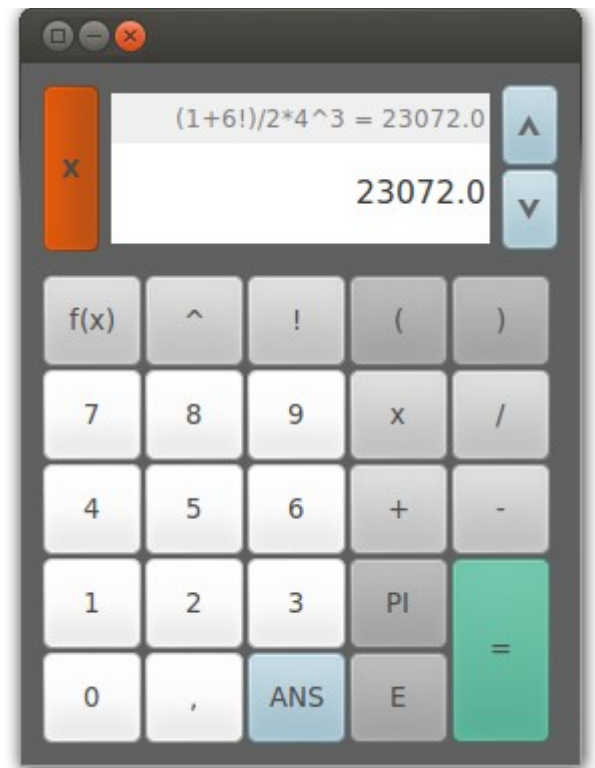 (1+6!)/2*4^3 = 23072.0
x
23072.0
f(x) ^ ! ( )
7 8 9 x /
4 5 6 + -
1 2 3 PI
=
0 , ANS E